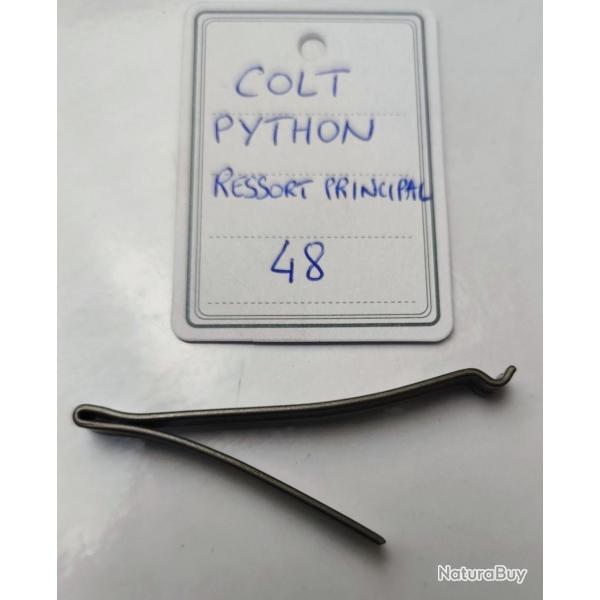 COLT
PYTHON
RESSORT PRINCIPAL
48
NaturaBuy